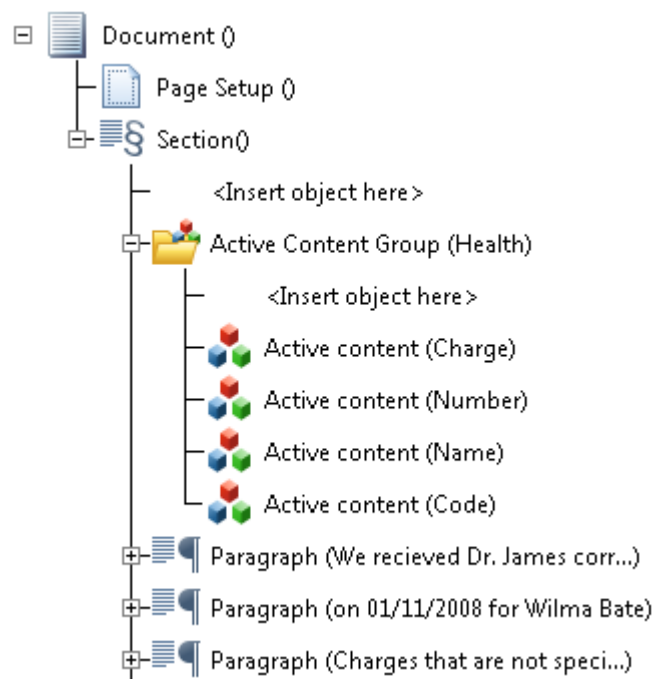 Document ()
Page Setup ()
Section()
<Insert object here>
Active Content Group (Health)
<Insert object here>
Active content (Charge)
Active content (Number)
Active content (Name)
Active content (Code)
Paragraph (We recieved Dr. James corr...)
Paragraph (on 01/11/2008 for Wilma Bate)
Paragraph (Charges that are not speci...)